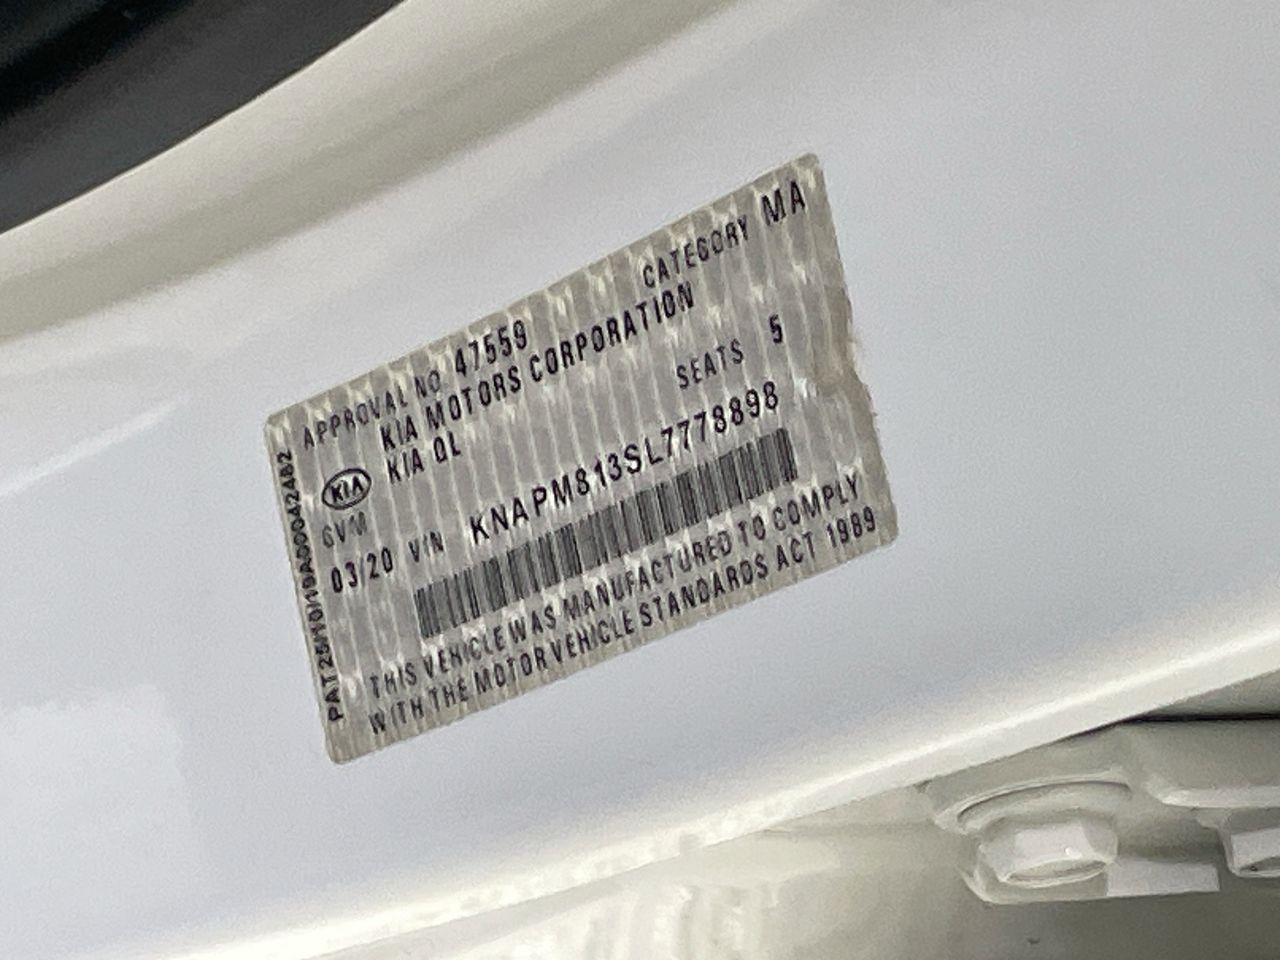 APPROVAL NO 47559 CATEGORY MA
KIA MOTORS CORPORATION
KIA QL SEATS 5
KIA
GVM
03/20 VIN KNAPM813SL7778898
THIS VEHICLE WAS MANUFACTURED TO COMPLY
WITH THE MOTOR VEHICLE STANDARDS ACT 1989